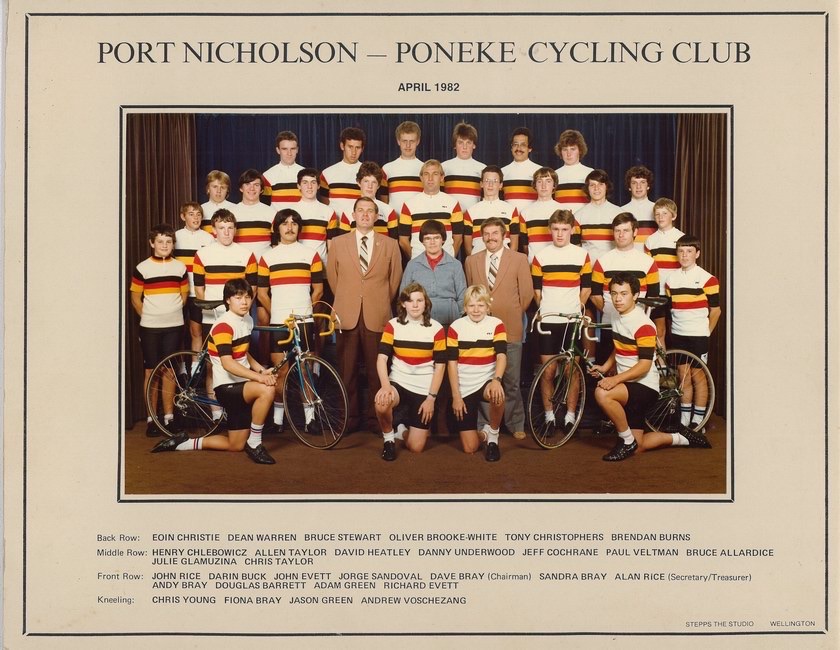 PORT NICHOLSON — PONEKE CYCLING CLUB
APRIL 1982
Back Row: EOIN CHRISTIE DEAN WARREN BRUCE STEWART OLIVER BROOKE-WHITE TONY CHRISTOPHERS BRENDAN BURNS
Middle Row: HENRY CHLEBOWICZ ALLEN TAYLOR DAVID HEATLEY DANNY UNDERWOOD JEFF COCHRANE PAUL VELTMAN BRUCE ALLARDICE
JULIE GLAMUZINA CHRIS TAYLOR
Front Row: JOHN RICE DARIN BUCK JOHN EVETT JORGE SANDOVAL DAVE BRAY (Chairman) SANDRA BRAY ALAN RICE (Secretary/Treasurer)
ANDY BRAY DOUGLAS BARRETT ADAM GREEN RICHARD EVETT
Kneeling: CHRIS YOUNG FIONA BRAY JASON GREEN ANDREW VOSCHEZANG
STEPPS THE STUDIO WELLINGTON